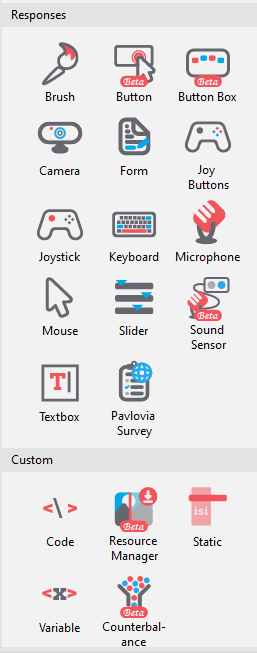 Responses
Beta
Beta
Brush Button Button Box
Camera Form Joy
Buttons
Joystick Keyboard Microphone
Beta
Mouse Slider Sound
Sensor
T
Textbox Pavlovia
Survey
Custom
<\> isi
Beta
Code Resource Static
Manager
<x>
Beta
Variable Counterbal-
ance